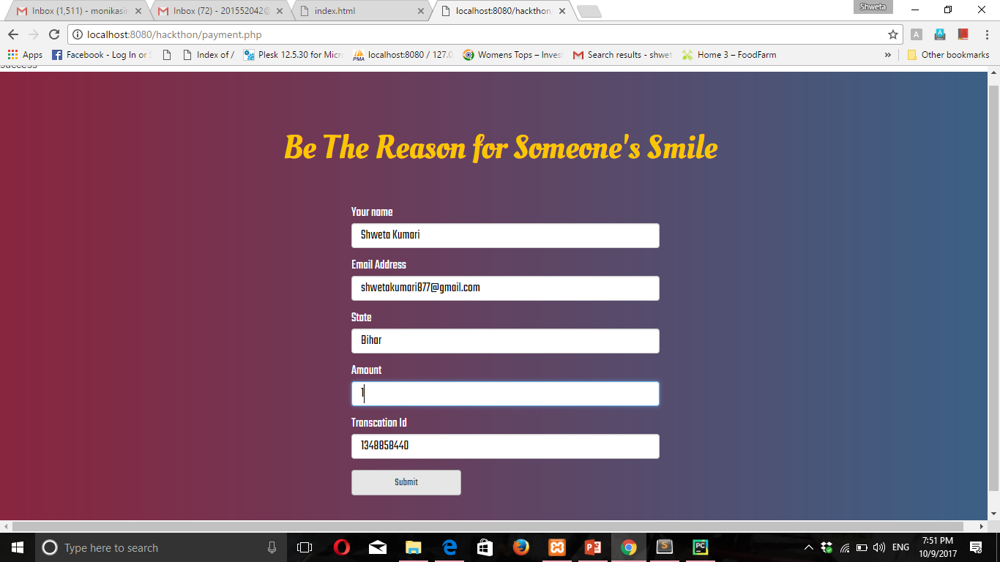 Inbox (1,511) - monikasin
Inbox (72) - 201552042@
index.html
localhost:8080/hackthon
Shweta
localhost:8080/hackthon/payment.php
Apps
Facebook - Log In or S
Index of /
Plesk 12.5.30 for Micr
PMA
localhost:8080 / 127.0
Womens Tops – Inves
Search results - shwet
Home 3 – FoodFarm
»
Other bookmarks
success
Be The Reason for Someone's Smile
Your name
Shweta Kumari
Email Address
shwetakumari877@gmail.com
State
Bihar
Amount
1
Transcation Id
1348858440
Submit
Type here to search
ENG
7:51 PM
10/9/2017